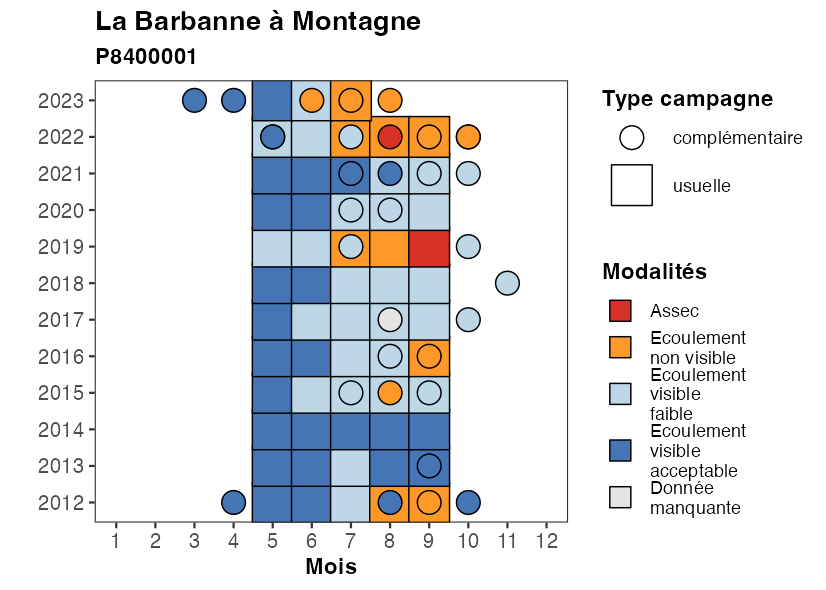 La Barbanne à Montagne
P8400001
2023
2022
2021
2020
2019
2018
2017
2016
2015
2014
2013
2012
1 2 3 4 5 6 7 8 9 10 11 12
Mois
Type campagne
complémentaire
usuelle
Modalités
Assec
Ecoulement
non visible
Ecoulement
visible
faible
Ecoulement
visible
acceptable
Donnée
manquante